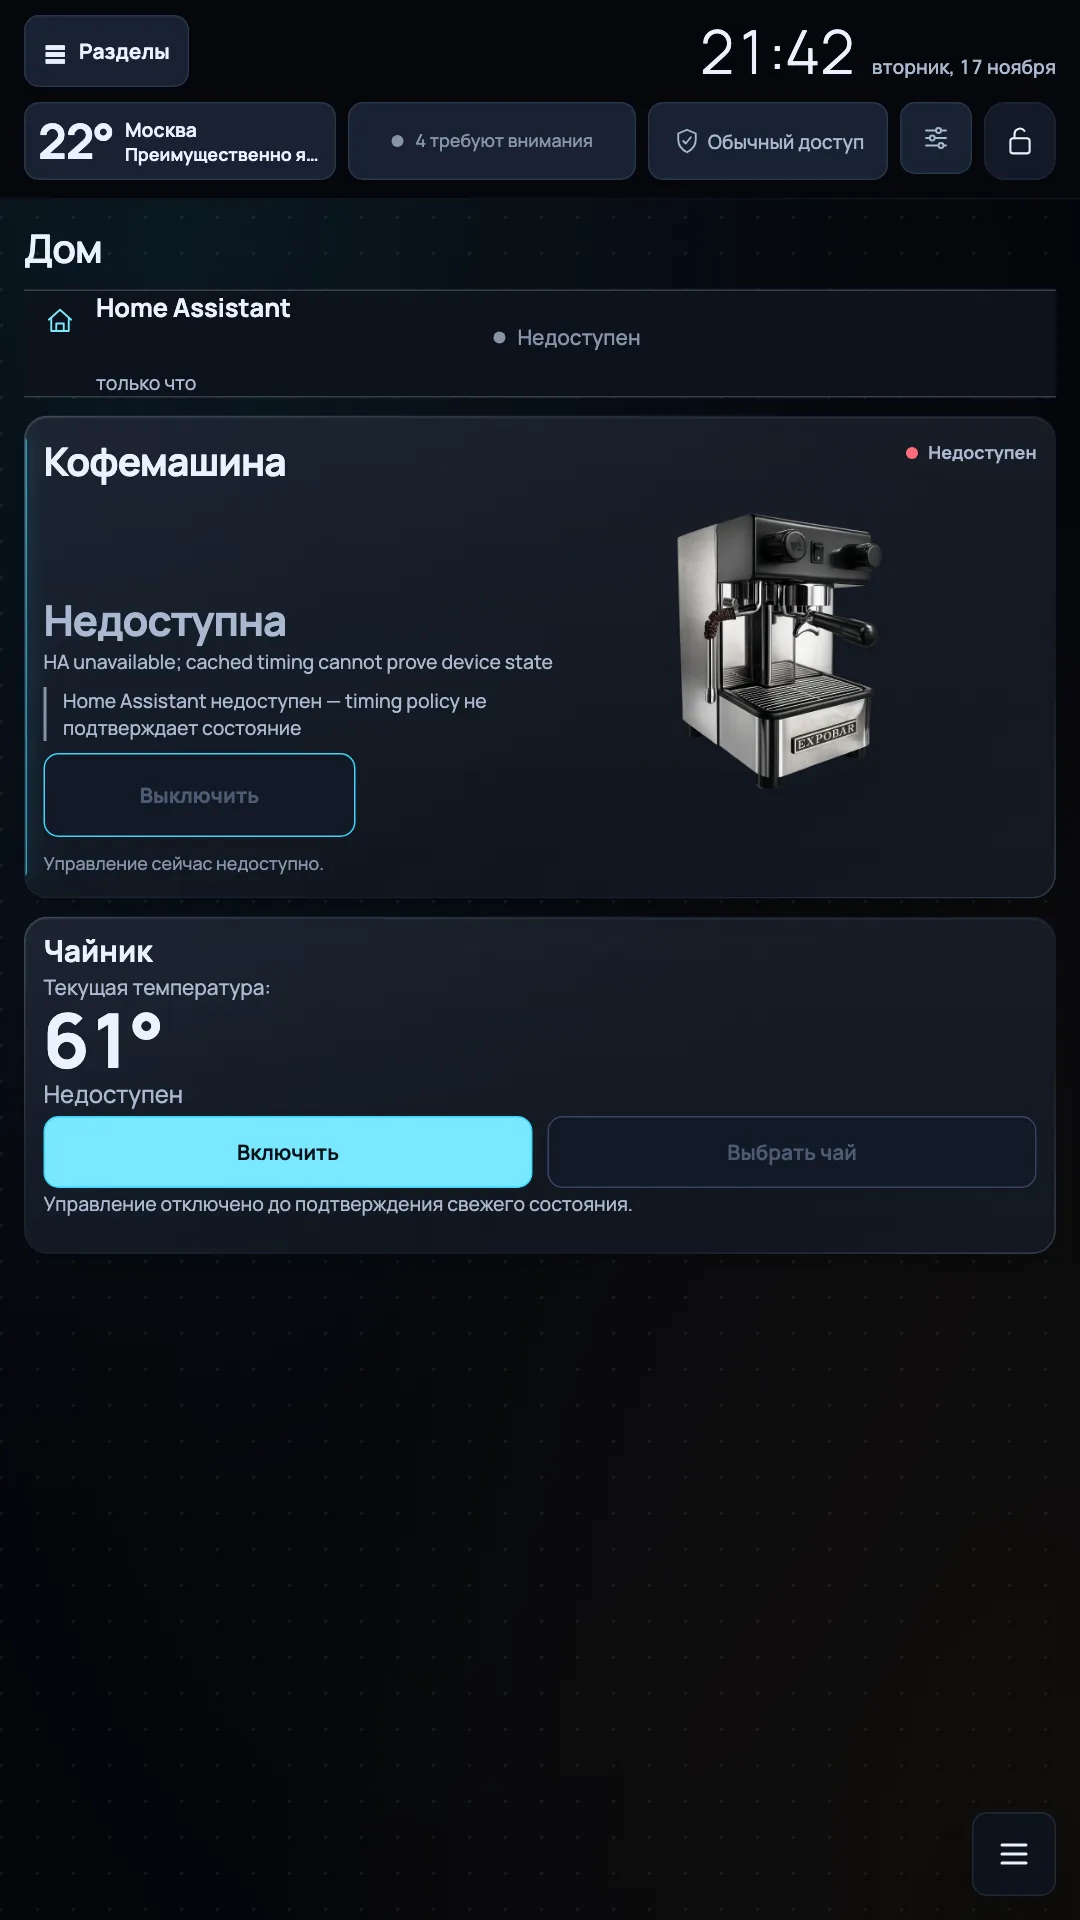 Разделы
21:42 вторник, 17 ноября
22° Москва
Преимущественно я...
4 требуют внимания
Обычный доступ
Дом
Home Assistant
Недоступен
только что
Кофемашина
Недоступен
Недоступна
HA unavailable; cached timing cannot prove device state
Home Assistant недоступен — timing policy не
подтверждает состояние
EXPOBAR
Выключить
Управление сейчас недоступно.
Чайник
Текущая температура:
61°
Недоступен
Включить
Выбрать чай
Управление отключено до подтверждения свежего состояния.